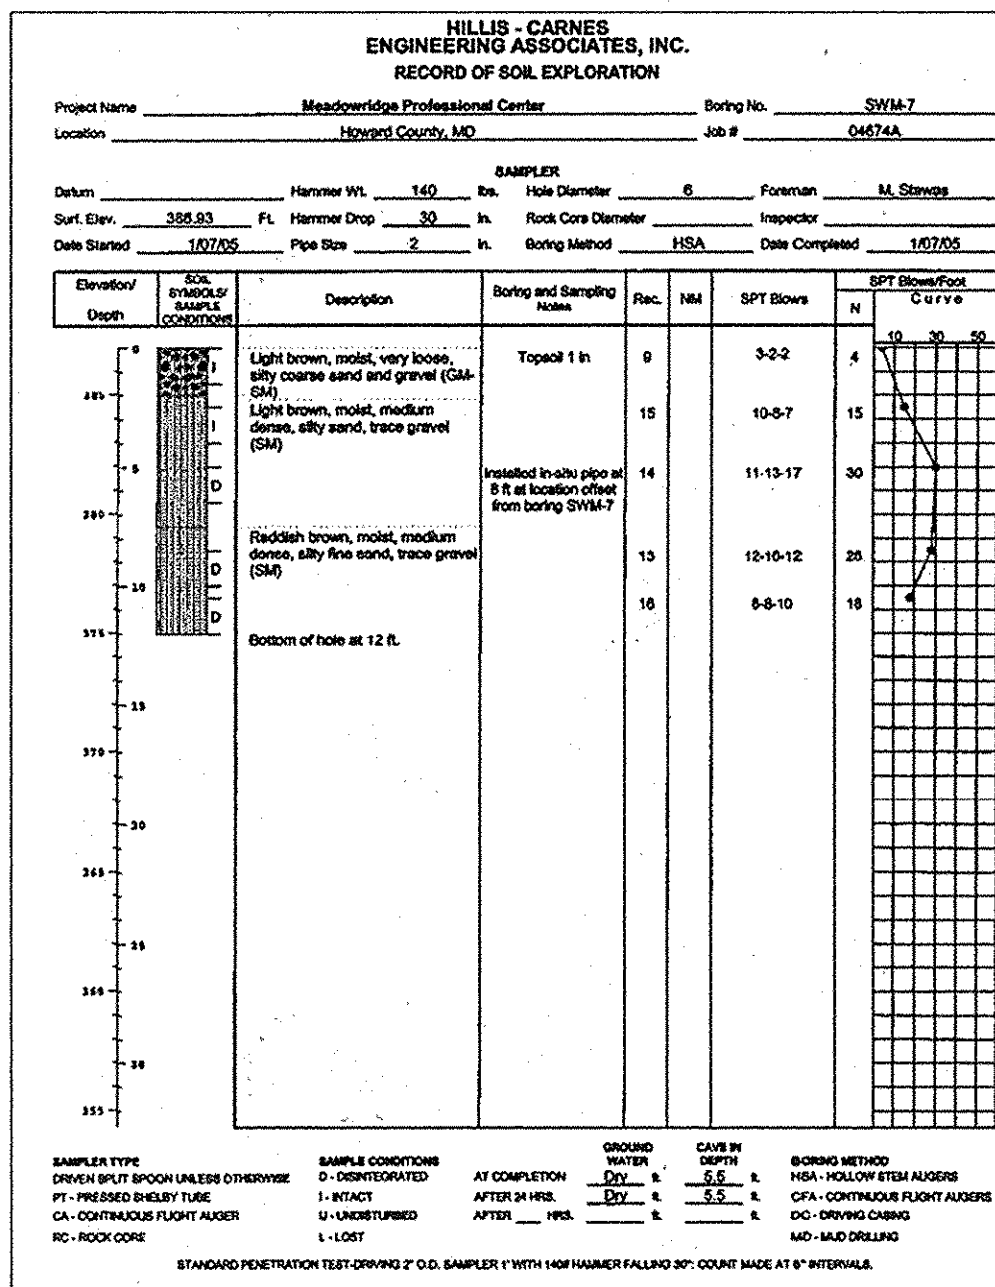 HILLIS - CARNES
ENGINEERING ASSOCIATES, INC.
RECORD OF SOIL EXPLORATION
Project Name Meadowridge Professional Center Boring No. SWM-7
Location Howard County, MD Job # 04674A
SAMPLER
Datum Hammer Wt. 140 lbs. Hole Diameter 6 Foreman M. Stawas
Surf. Elev. 386.93 Ft. Hammer Drop 30 in. Rock Core Diameter Inspector
Date Started 1/07/05 Pipe Size 2 in. Boring Method HSA Date Completed 1/07/05
Elevation/ Depth SOIL SYMBOLS/ SAMPLE CONDITIONS Description Boring and Sampling Notes Rec. NM SPT Blows SPT Blows/Foot
N Curve
10 30 50
0 Light brown, moist, very loose, Topsoil 1 in 9 3-2-2 4
I silty coarse sand and gravel (GM-
385 SM)
Light brown, moist, medium 15 10-8-7 15
I dense, silty sand, trace gravel
(SM)
5 Installed in-situ pipe at 14 11-13-17 30
D 8 ft at location offset
380 from boring SWM-7
Reddish brown, moist, medium
dense, silty fine sand, trace gravel 13 12-16-12 28
D (SM)
10 16 8-8-10 18
D
375 Bottom of hole at 12 ft.
15
370
20
365
25
360
30
355
SAMPLER TYPE SAMPLE CONDITIONS GROUND WATER CAVE IN DEPTH BORING METHOD
DRIVEN SPLIT SPOON UNLESS OTHERWISE D - DISINTEGRATED AT COMPLETION Dry ft. 5.5 ft. HSA - HOLLOW STEM AUGERS
PT - PRESSED SHELBY TUBE I - INTACT AFTER 24 HRS. Dry ft. 5.5 ft. CFA - CONTINUOUS FLIGHT AUGERS
CA - CONTINUOUS FLIGHT AUGER U - UNDISTURBED AFTER ___ HRS. ft. ft. DC - DRIVING CASING
RC - ROCK CORE L - LOST MD - MUD DRILLING
STANDARD PENETRATION TEST-DRIVING 2" O.D. SAMPLER 1' WITH 140# HAMMER FALLING 30": COUNT MADE AT 6" INTERVALS.